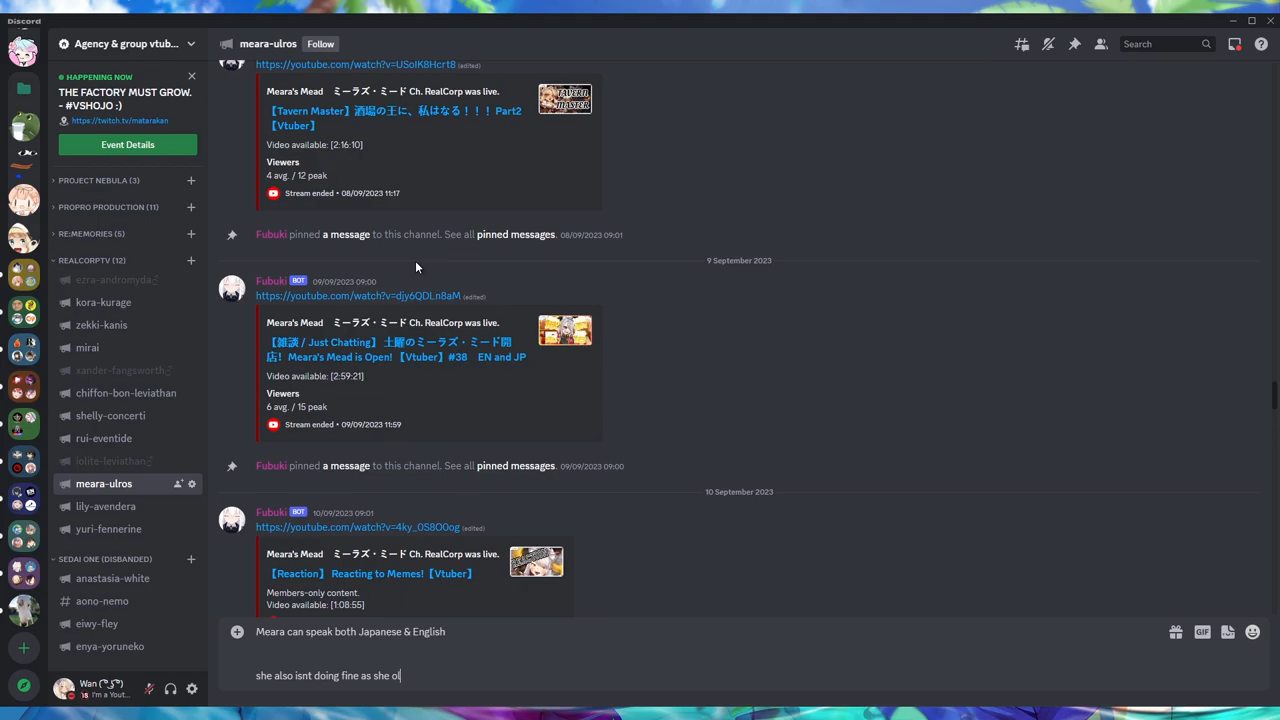 Discord
Agency & group vtub...
meara-ulros
Follow
Search
HAPPENING NOW
THE FACTORY MUST GROW.
- #VSHOJO :)
https://twitch.tv/matarakan
Event Details
PROJECT NEBULA (3)
PROPRO PRODUCTION (11)
RE:MEMORIES (5)
REALCORPTV (12)
ezra-andromyda
kora-kurage
zekki-kanis
mirai
xander-fangsworth
chiffon-bon-leviathan
shelly-concerti
rui-eventide
iolite-leviathan
meara-ulros
lily-avendera
yuri-fennerine
SEDAI ONE (DISBANDED)
anastasia-white
aono-nemo
eiwy-fley
enya-yoruneko
Wan ( ͡° ͜ʖ ͡°)
I'm a Yout...
https://youtube.com/watch?v=USoIK8Hcrt8 (edited)
Meara's Mead ミーラズ・ミード Ch. RealCorp was live.
【Tavern Master】酒場の王に、私はなる！！！ Part2
【Vtuber】
TAVERN MASTER
Video available: [2:16:10]
Viewers
4 avg. / 12 peak
Stream ended • 08/09/2023 11:17
Fubuki pinned a message to this channel. See all pinned messages. 08/09/2023 09:01
9 September 2023
Fubuki BOT 09/09/2023 09:00
https://youtube.com/watch?v=djy6QDLn8aM (edited)
Meara's Mead ミーラズ・ミード Ch. RealCorp was live.
【雑談 / Just Chatting】 土曜のミーラズ・ミード開
店！Meara's Mead is Open!【Vtuber】#38 EN and JP
Video available: [2:59:21]
Viewers
6 avg. / 15 peak
Stream ended • 09/09/2023 11:59
Fubuki pinned a message to this channel. See all pinned messages. 09/09/2023 09:00
10 September 2023
Fubuki BOT 10/09/2023 09:01
https://youtube.com/watch?v=4ky_0S8O0og (edited)
Meara's Mead ミーラズ・ミード Ch. RealCorp was live.
【Reaction】 Reacting to Memes!【Vtuber】
Members-only content.
Video available: [1:08:55]
Meara can speak both Japanese & English
she also isnt doing fine as she ol
GIF